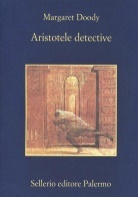 Margaret Doody
Aristotele detective
Sellerio editore Palermo